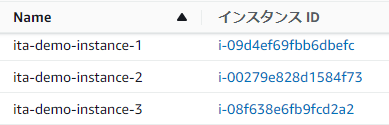 Name ▲ インスタンス ID
ita-demo-instance-1 i-09d4ef69fbb6dbefc
ita-demo-instance-2 i-00279e828d1584f73
ita-demo-instance-3 i-08f638e6fb9fcd2a2